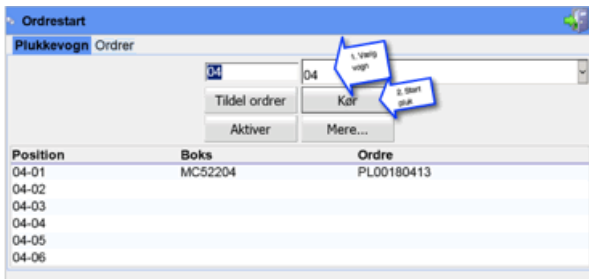 Ordrestart
Plukkevogn Ordrer
04 04
1. Vælg
vogn
Tildel ordrer Kør
2. Start
pluk
Aktiver Mere...
Position Boks Ordre
04-01 MC52204 PL00180413
04-02
04-03
04-04
04-05
04-06